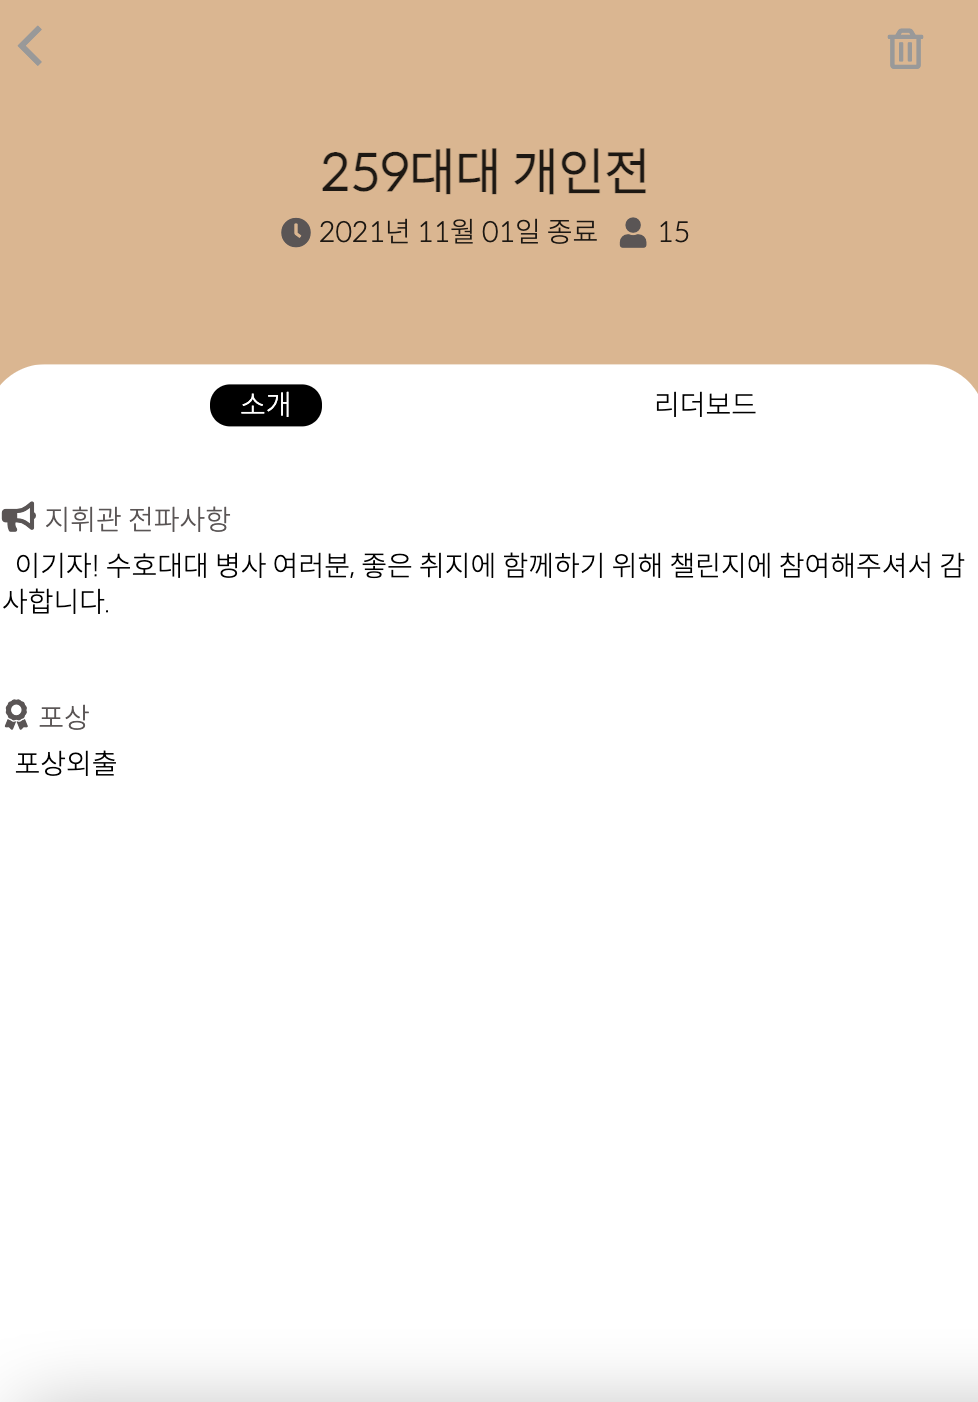 259대대 개인전
2021년 11월 01일 종료 15
소개 리더보드
지휘관 전파사항
이기자! 수호대대 병사 여러분, 좋은 취지에 함께하기 위해 챌린지에 참여해주셔서 감
사합니다.
포상
포상외출